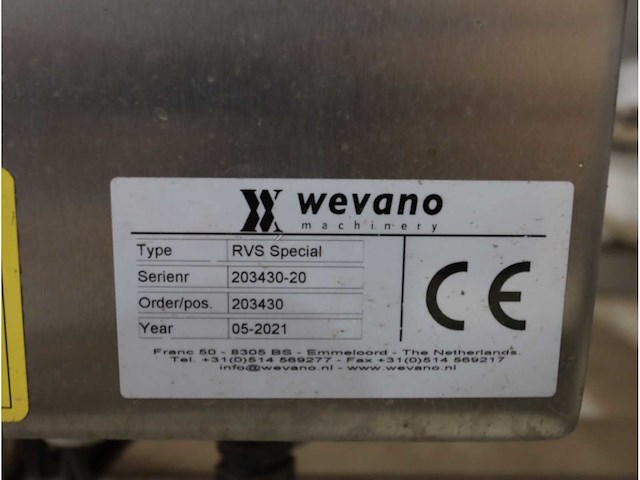 wevano
machinery
Type RVS Special
Serienr 203430-20
Order/pos. 203430
Year 05-2021
CE
Franc 50 - 8305 BS - Emmeloord - The Netherlands.
Tel. +31(0)514 569277 - Fax +31(0)514 569217
info@wevano.nl - www.wevano.nl